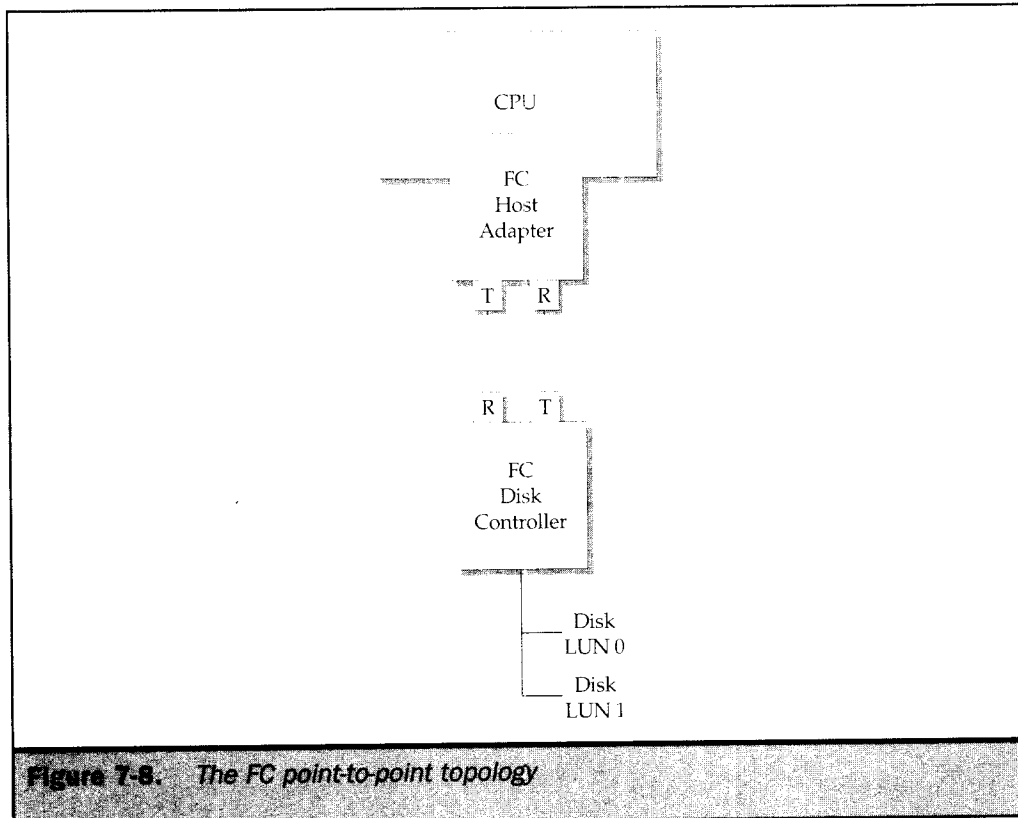 CPU
FC
Host
Adapter
T R
R T
FC
Disk
Controller
Disk
LUN 0
Disk
LUN 1
Figure 7-8. The FC point-to-point topology